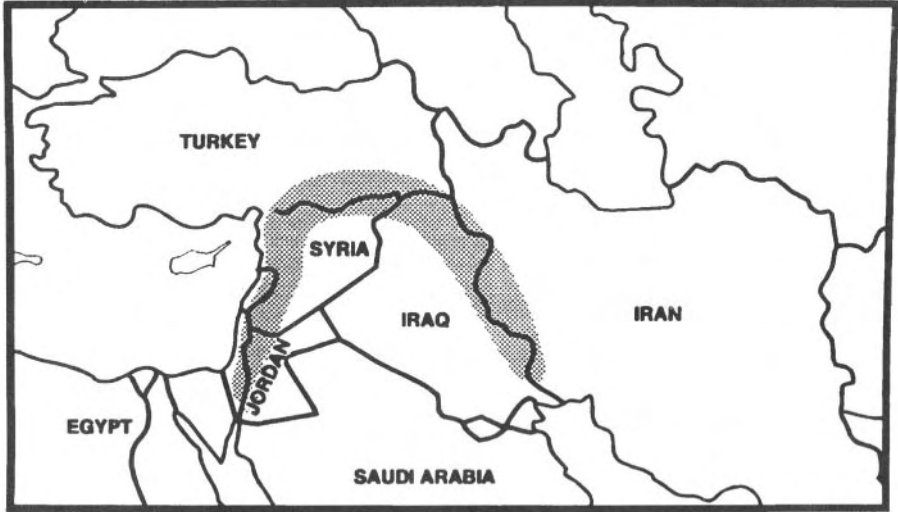 TURKEY
SYRIA
IRAQ
IRAN
JORDAN
EGYPT
SAUDI ARABIA